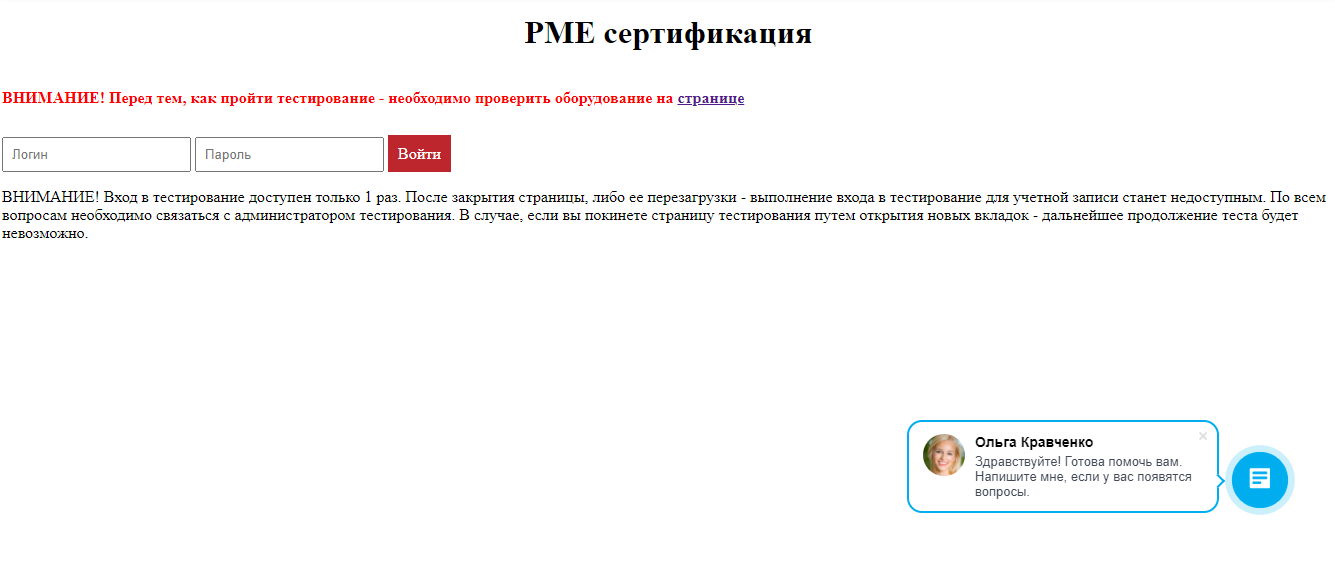 PME сертификация
ВНИМАНИЕ! Перед тем, как пройти тестирование - необходимо проверить оборудование на странице
Логин Пароль Войти
ВНИМАНИЕ! Вход в тестирование доступен только 1 раз. После закрытия страницы, либо ее перезагрузки - выполнение входа в тестирование для учетной записи станет недоступным. По всем
вопросам необходимо связаться с администратором тестирования. В случае, если вы покинете страницу тестирования путем открытия новых вкладок - дальнейшее продолжение теста будет
невозможно.
Ольга Кравченко
Здравствуйте! Готова помочь вам.
Напишите мне, если у вас появятся
вопросы.